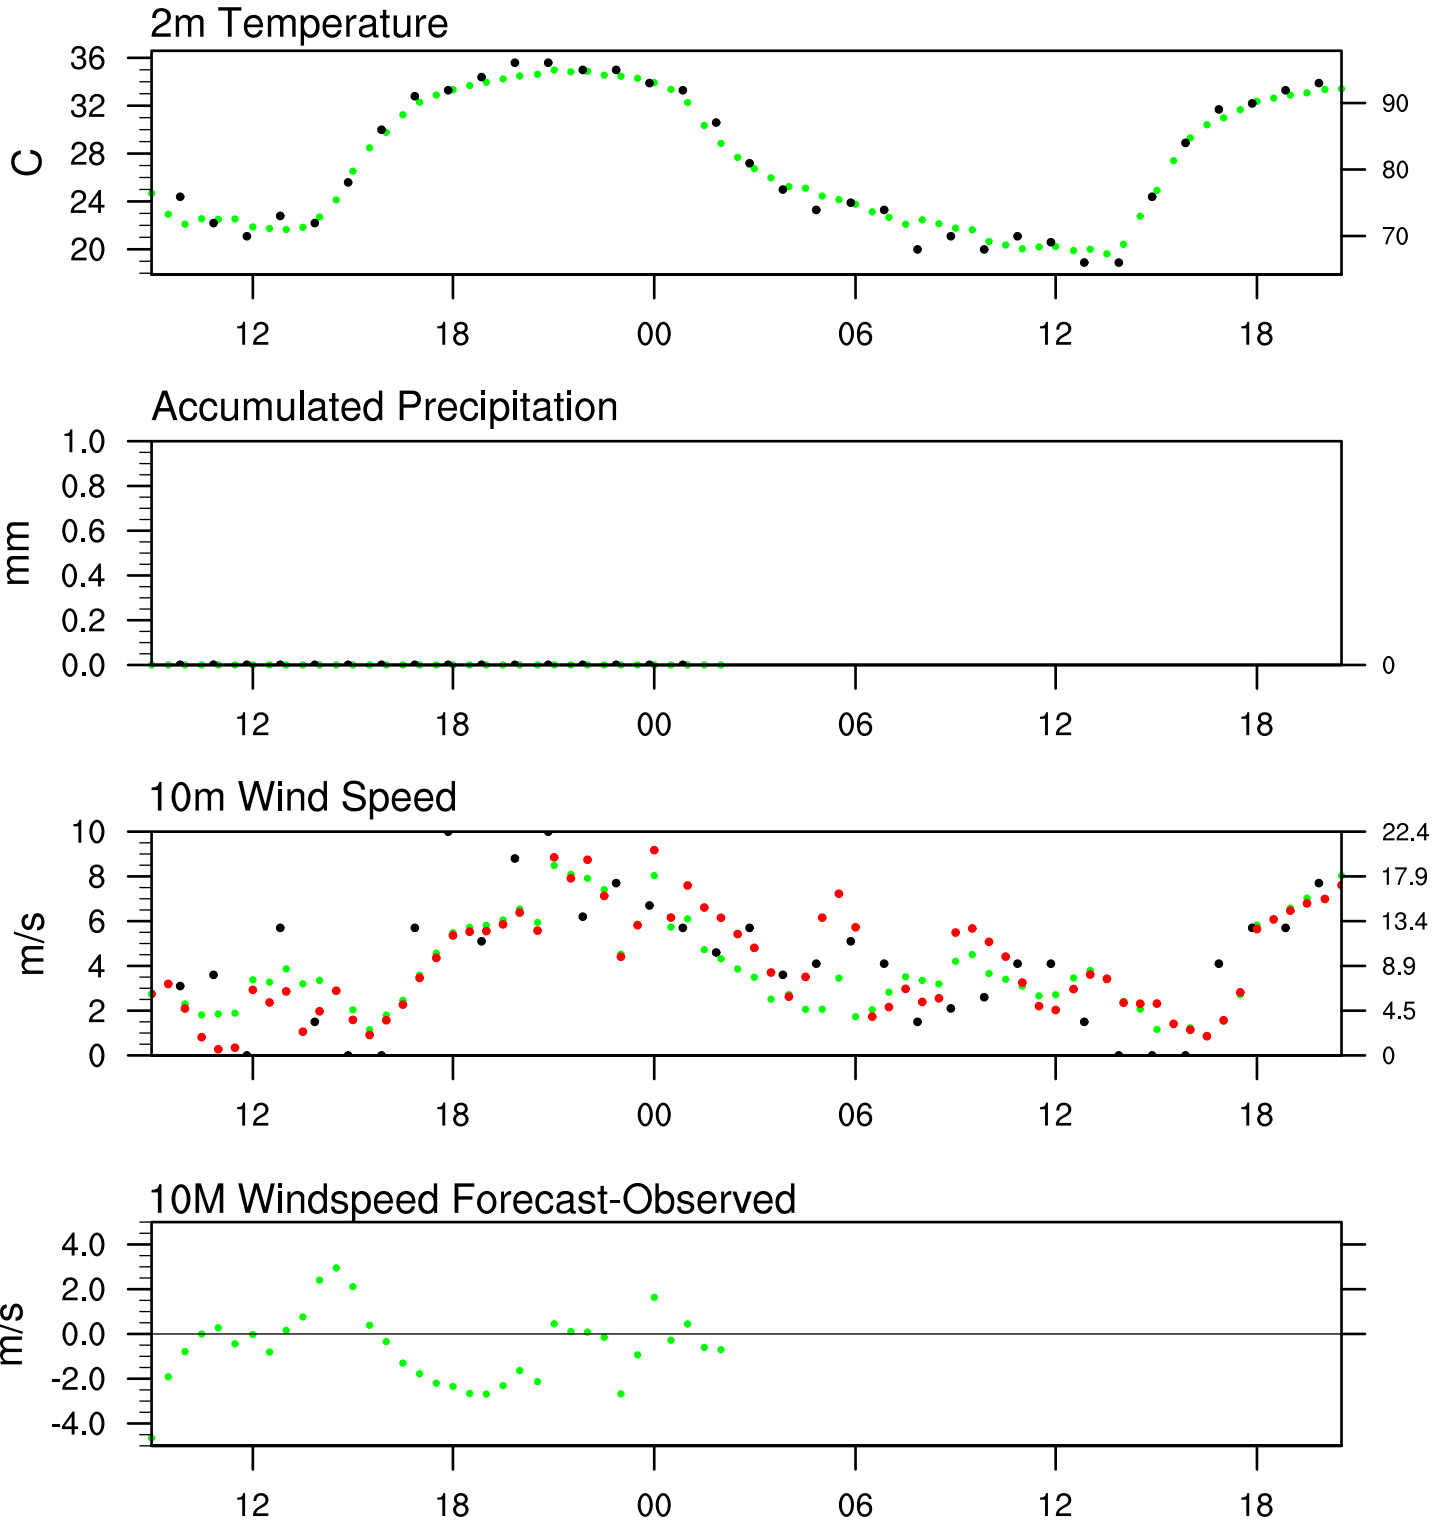 2m Temperature
36
32
28
24
20
C
90
80
70
12 18 00 06 12 18
Accumulated Precipitation
1.0
0.8
0.6
0.4
0.2
0.0
mm
0
12 18 00 06 12 18
10m Wind Speed
10
8
6
4
2
0
m/s
22.4
17.9
13.4
8.9
4.5
0
12 18 00 06 12 18
10M Windspeed Forecast-Observed
4.0
2.0
0.0
-2.0
-4.0
m/s
12 18 00 06 12 18